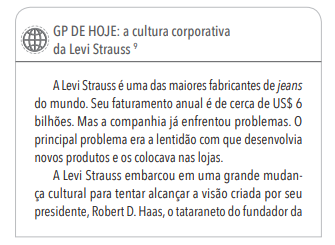 GP DE HOJE: a cultura corporativa
da Levi Strauss 9
A Levi Strauss é uma das maiores fabricantes de jeans
do mundo. Seu faturamento anual é de cerca de US$ 6
bilhões. Mas a companhia já enfrentou problemas. O
principal problema era a lentidão com que desenvolvia
novos produtos e os colocava nas lojas.
A Levi Strauss embarcou em uma grande mudan-
ça cultural para tentar alcançar a visão criada por seu
presidente, Robert D. Haas, o tataraneto do fundador da